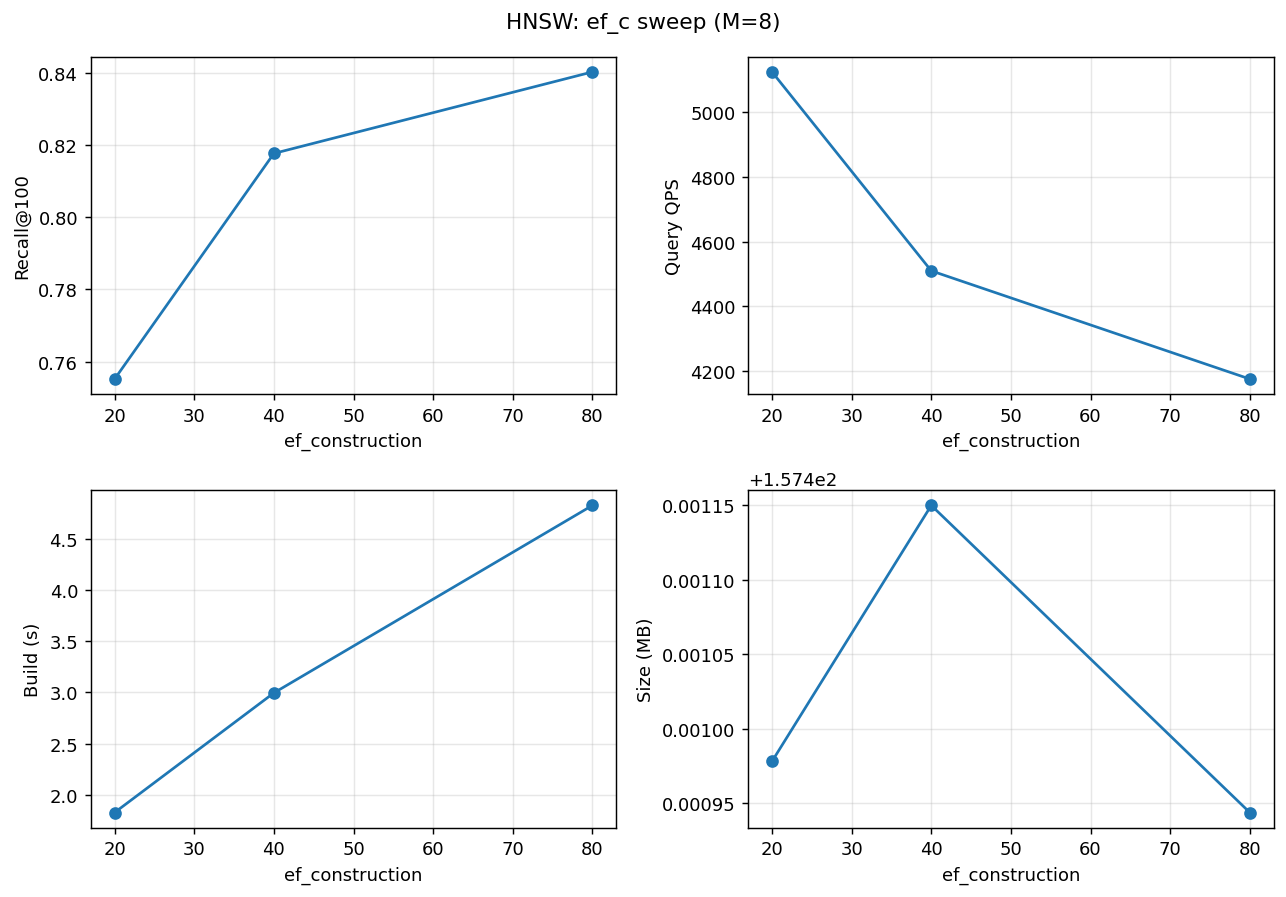 HNSW: ef_c sweep (M=8)
Recall@100
0.84
0.82
0.80
0.78
0.76
20 30 40 50 60 70 80
ef_construction
Query QPS
5000
4800
4600
4400
4200
20 30 40 50 60 70 80
ef_construction
Build (s)
4.5
4.0
3.5
3.0
2.5
2.0
20 30 40 50 60 70 80
ef_construction
+1.574e2
Size (MB)
0.00115
0.00110
0.00105
0.00100
0.00095
20 30 40 50 60 70 80
ef_construction